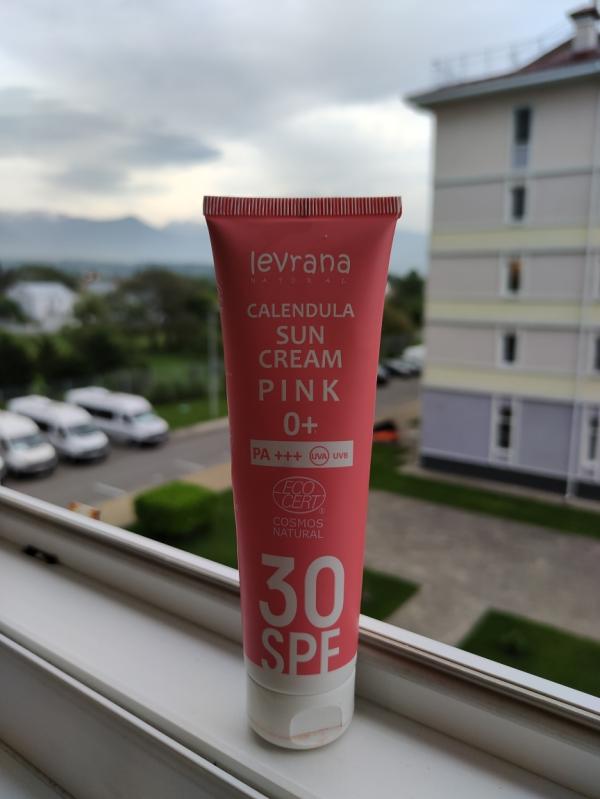 levrana
NATURAL
CALENDULA
SUN
CREAM
PINK
0+
PA +++ UVA UVB
ECO
CERT
®
COSMOS
NATURAL
30
SPF